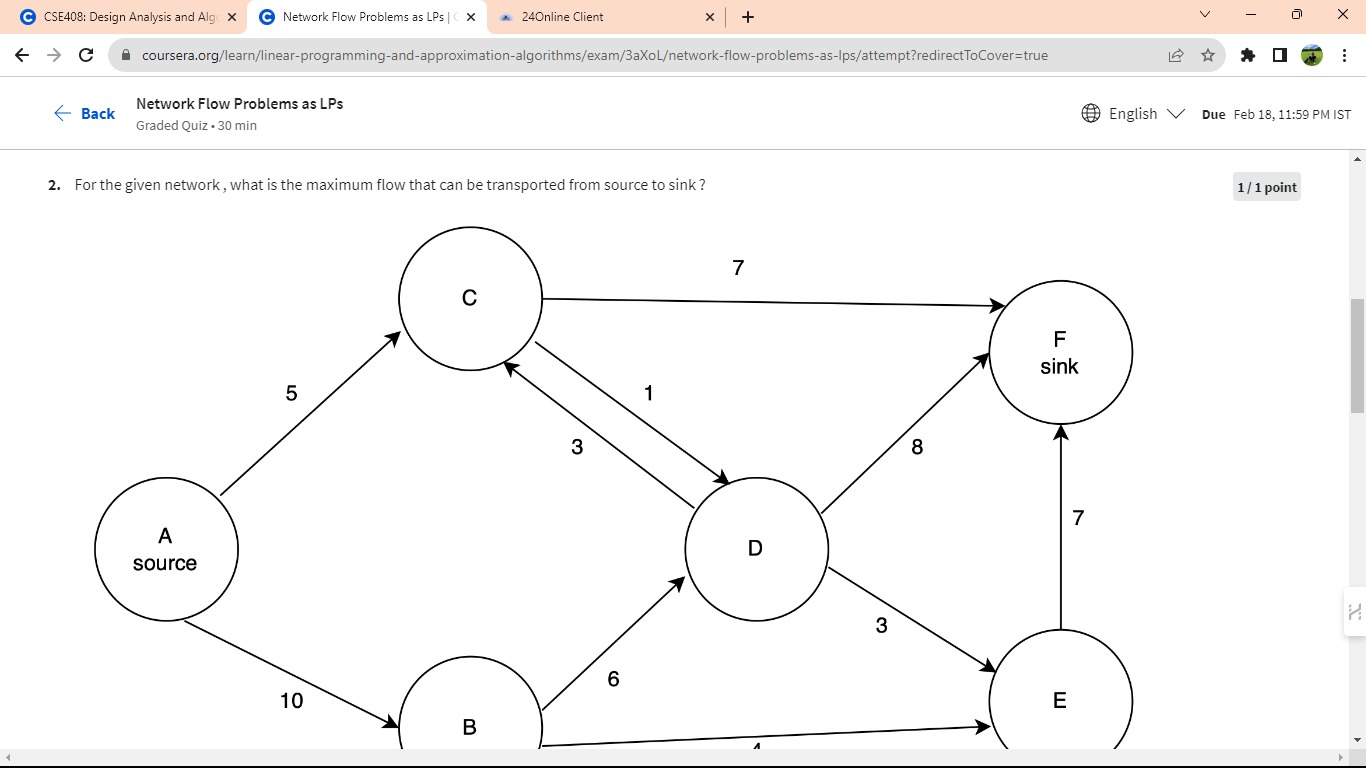 CSE408: Design Analysis and Alg
Network Flow Problems as LPs |
24Online Client
coursera.org/learn/linear-programming-and-approximation-algorithms/exam/3aXoL/network-flow-problems-as-lps/attempt?redirectToCover=true
Back
Network Flow Problems as LPs
Graded Quiz • 30 min
English
Due Feb 18, 11:59 PM IST
2. For the given network , what is the maximum flow that can be transported from source to sink ?
1 / 1 point
7
C
F
sink
5
1
3
8
A
source
D
7
3
6
10
B
E